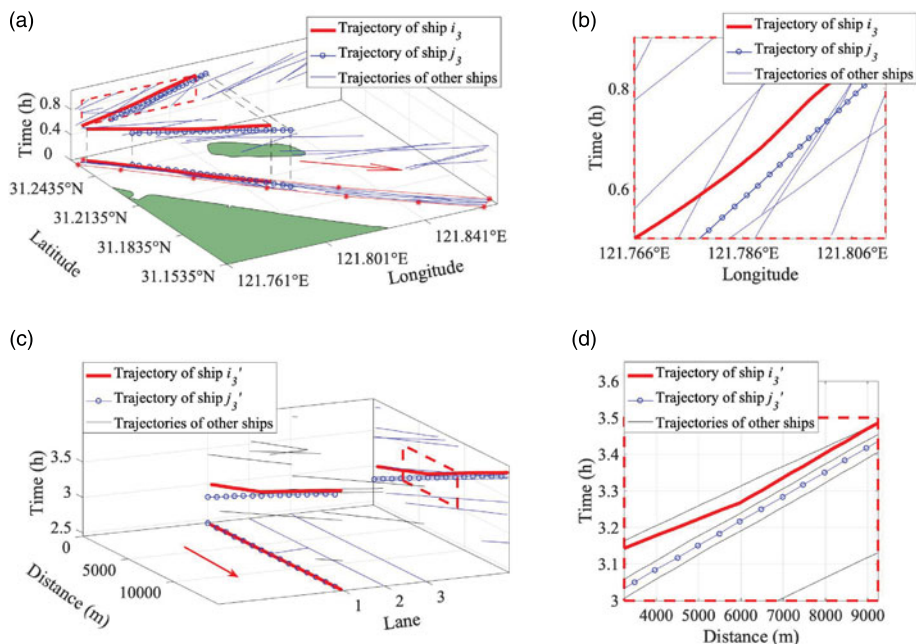 (a)
Trajectory of ship i3
Trajectory of ship j3
Trajectories of other ships
Time (h)
0.8
0.4
0
31.2435°N
31.2135°N
31.1835°N
31.1535°N
Latitude
121.761°E
121.801°E
121.841°E
Longitude
(b)
Trajectory of ship i3
Trajectory of ship j3
Trajectories of other ships
Time (h)
0.8
0.6
121.766°E
121.786°E
121.806°E
Longitude
(c)
Trajectory of ship i3'
Trajectory of ship j3'
Trajectories of other ships
Time (h)
3.5
3
2.5
0
5000
10000
Distance (m)
1
2
3
Lane
(d)
Trajectory of ship i3'
Trajectory of ship j3'
Trajectories of other ships
Time (h)
3.6
3.5
3.4
3.3
3.2
3.1
3
4000 5000 6000 7000 8000 9000
Distance (m)